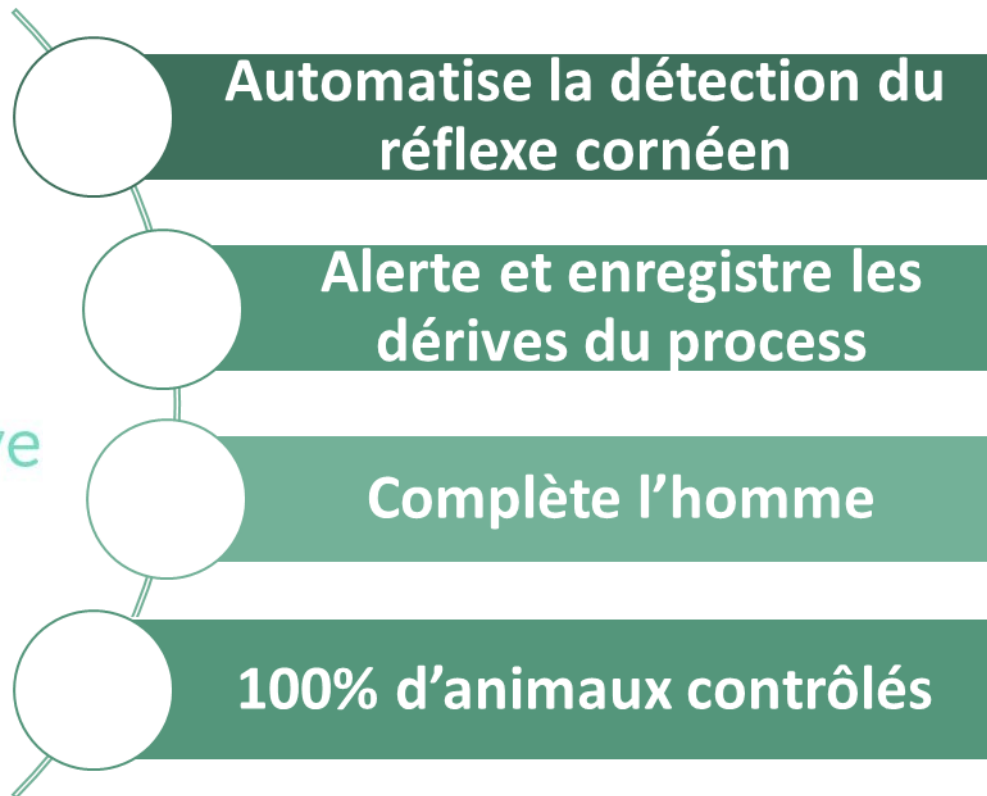 Automatise la détection du
réflexe cornéen
Alerte et enregistre les
dérives du process
Complète l’homme
100% d’animaux contrôlés